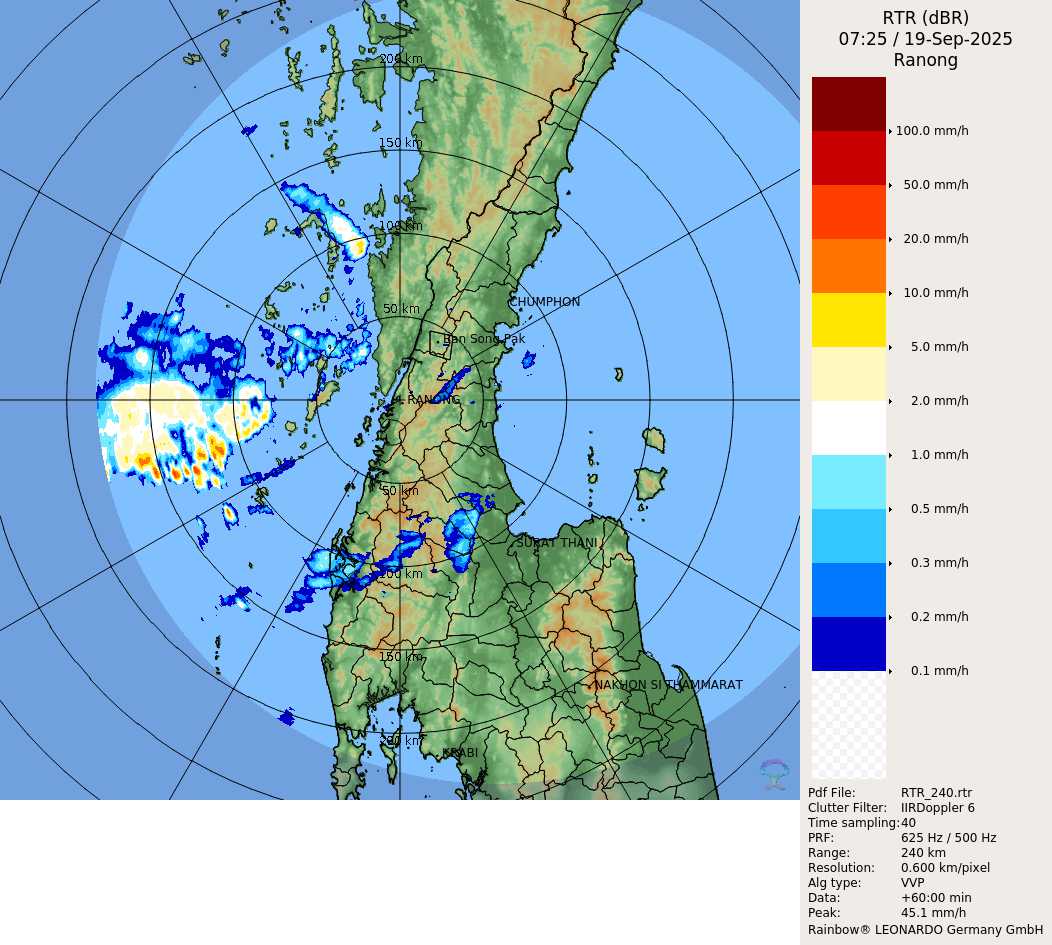 RTR (dBR)
07:25 / 19-Sep-2025
Ranong
200 km
150 km
100 km
50 km
CHUMPHON
Ban Song Pak
RANONG
50 km
SURAT THANI
100 km
150 km
NAKHON SI THAMMARAT
200 km
KRABI
100.0 mm/h
50.0 mm/h
20.0 mm/h
10.0 mm/h
5.0 mm/h
2.0 mm/h
1.0 mm/h
0.5 mm/h
0.3 mm/h
0.2 mm/h
0.1 mm/h
Pdf File: RTR_240.rtr
Clutter Filter: IIRDoppler 6
Time sampling:40
PRF: 625 Hz / 500 Hz
Range: 240 km
Resolution: 0.600 km/pixel
Alg type: VVP
Data: +60:00 min
Peak: 45.1 mm/h
Rainbow® LEONARDO Germany GmbH